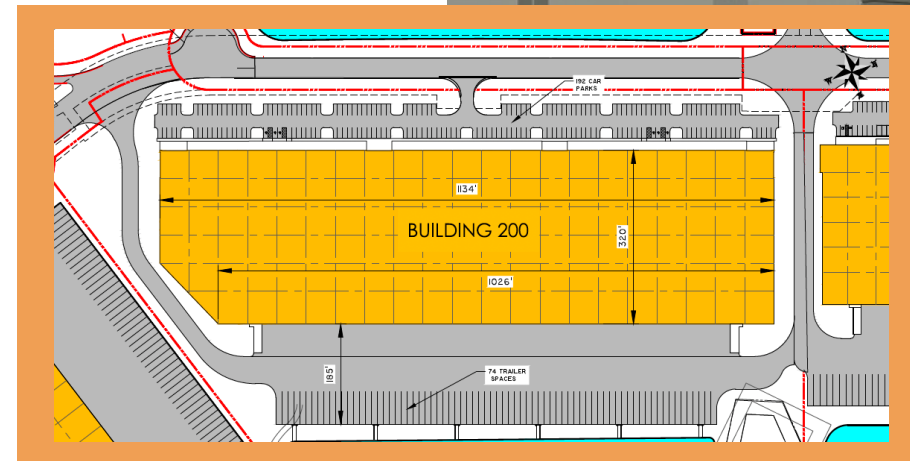 192 CAR
PARKS
1134'
BUILDING 200
320'
1026'
185'
74 TRAILER
SPACES